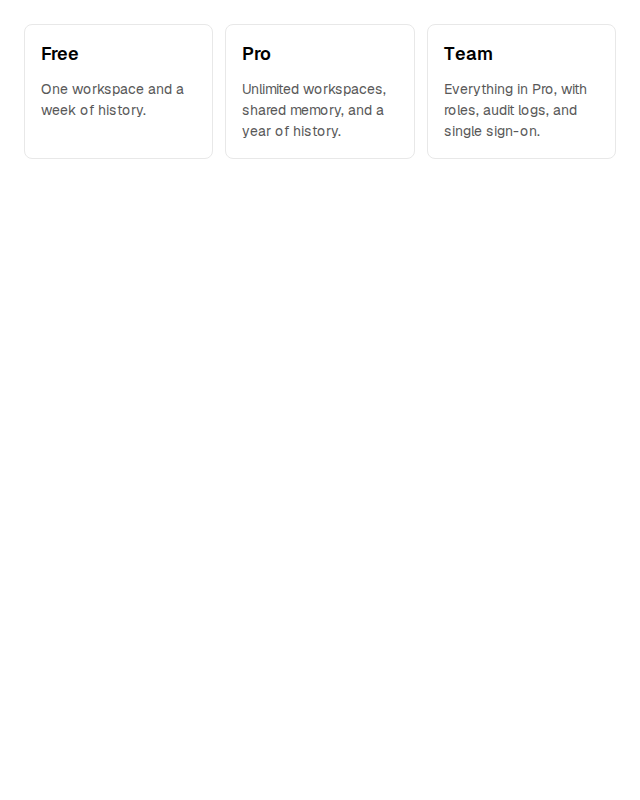 Free
One workspace and a
week of history.
Pro
Unlimited workspaces,
shared memory, and a
year of history.
Team
Everything in Pro, with
roles, audit logs, and
single sign-on.